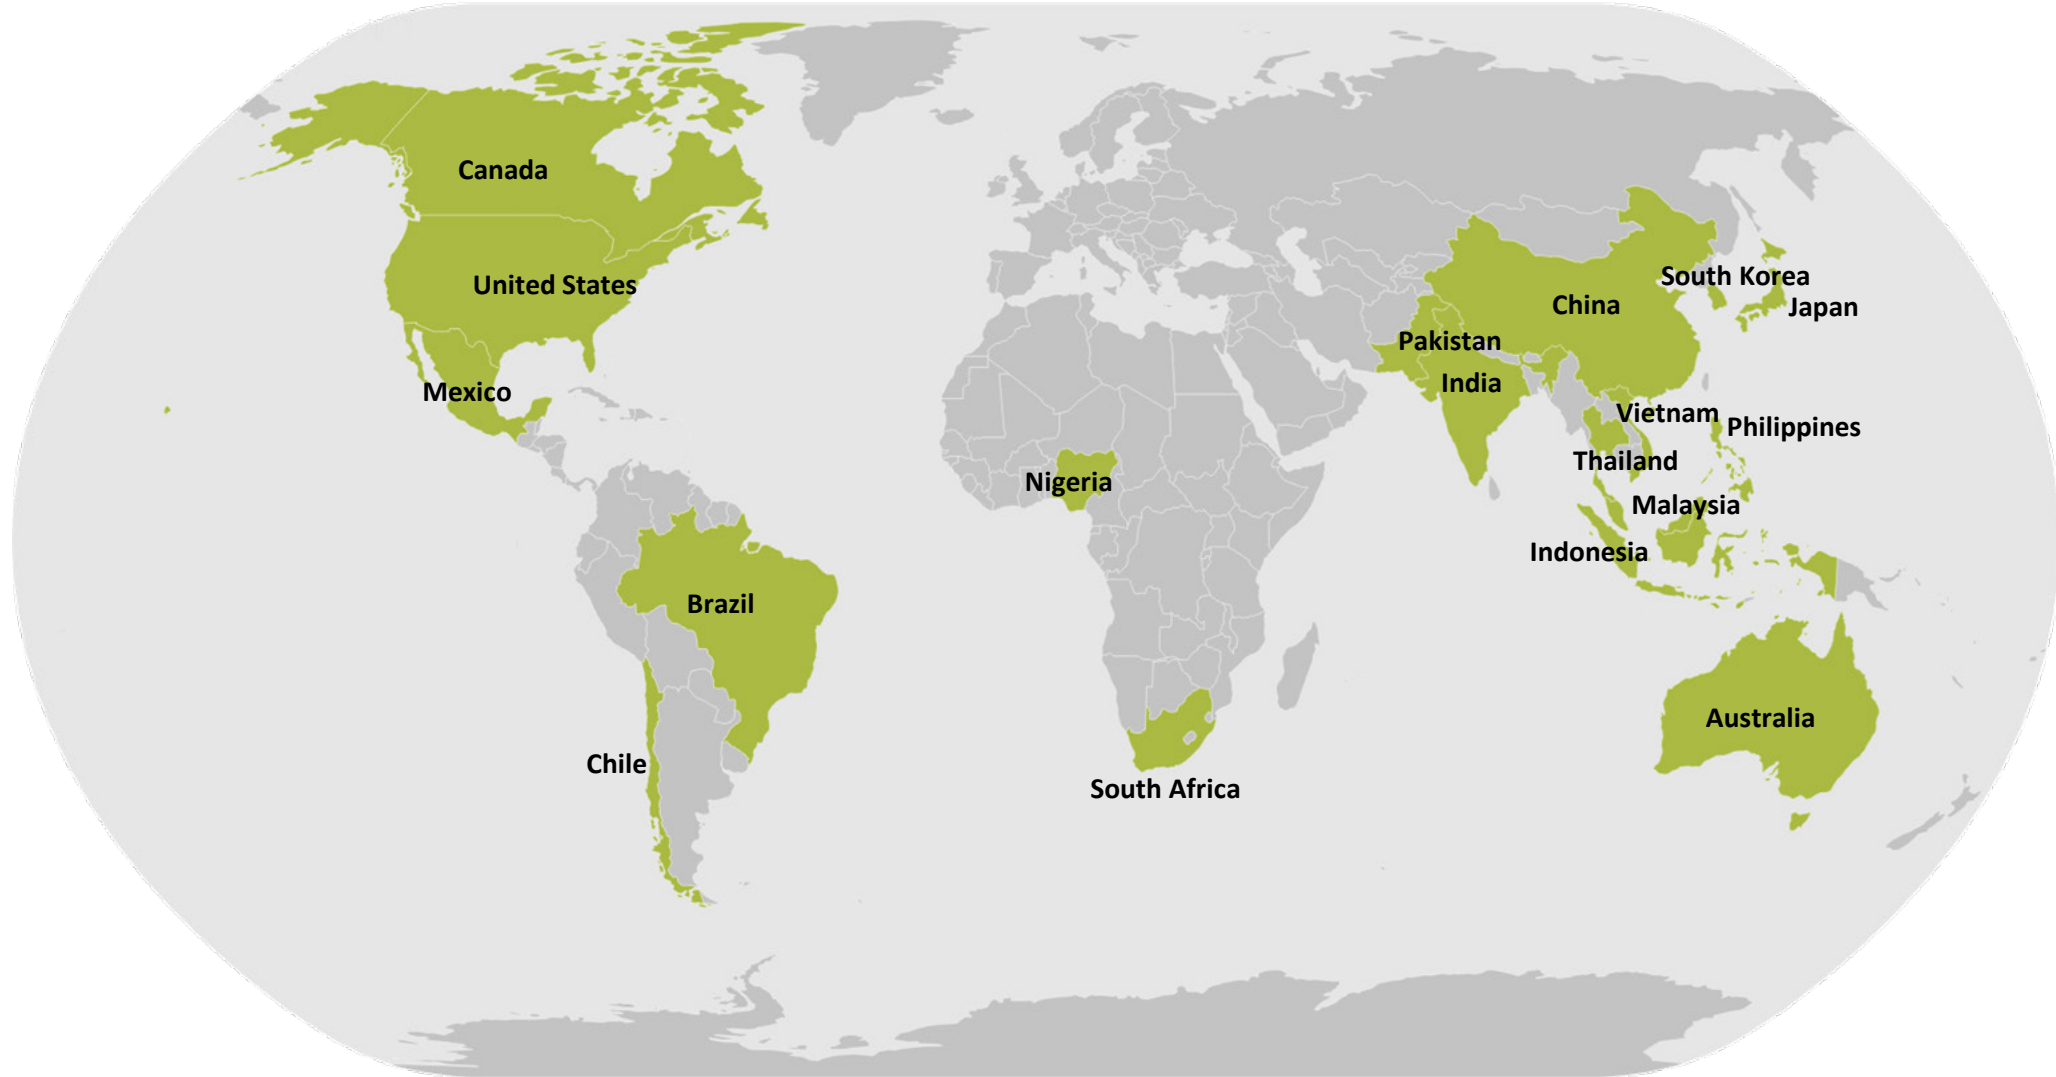 Canada
United States
South Korea
China
Japan
Pakistan
India
Mexico
Vietnam
Philippines
Thailand
Nigeria
Malaysia
Indonesia
Brazil
Australia
Chile
South Africa